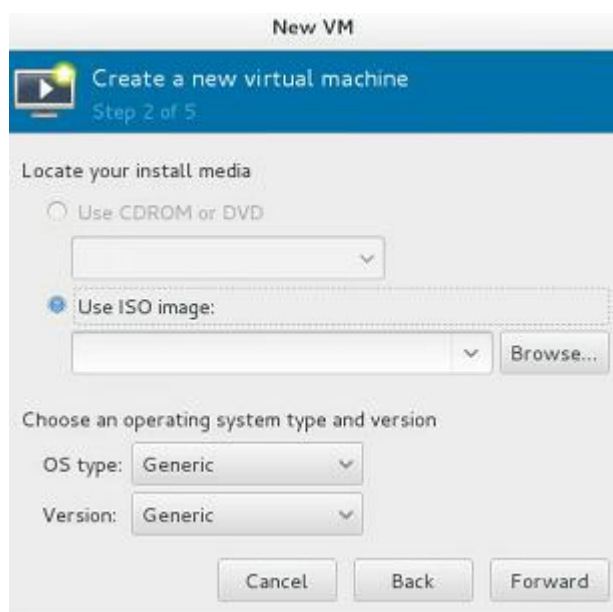 New VM
Create a new virtual machine
Step 2 of 5
Locate your install media
Use CDROM or DVD
Use ISO image:
Browse...
Choose an operating system type and version
OS type: Generic
Version: Generic
Cancel Back Forward